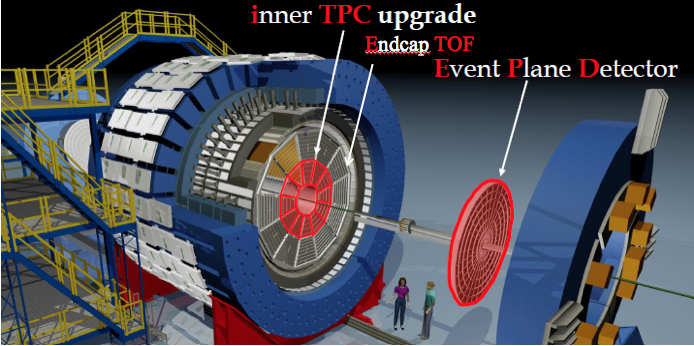 inner TPC upgrade
Endcap TOF
Event Plane Detector